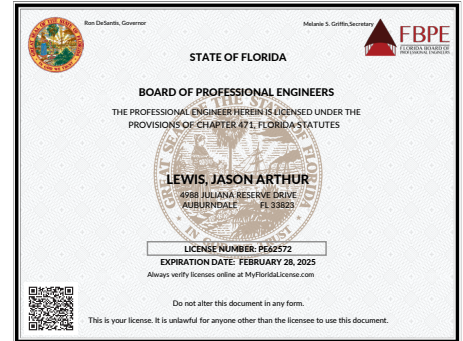 Ron DeSantis, Governor
Melanie S. Griffin,Secretary
FBPE
FLORIDA BOARD OF
PROFESSIONAL ENGINEERS
STATE OF FLORIDA
BOARD OF PROFESSIONAL ENGINEERS
THE PROFESSIONAL ENGINEER HEREIN IS LICENSED UNDER THE
PROVISIONS OF CHAPTER 471, FLORIDA STATUTES
LEWIS, JASON ARTHUR
4988 JULIANA RESERVE DRIVE
AUBURNDALE FL 33823
LICENSE NUMBER: PE62572
EXPIRATION DATE: FEBRUARY 28, 2025
Always verify licenses online at MyFloridaLicense.com
Do not alter this document in any form.
This is your license. It is unlawful for anyone other than the licensee to use this document.